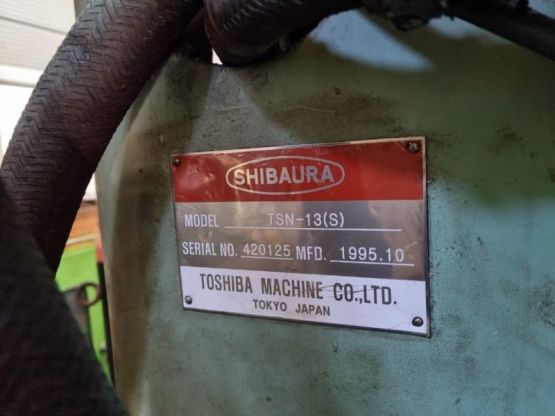 SHIBAURA
MODEL TSN-13(S)
SERIAL NO. 420125 MFD. 1995.10
TOSHIBA MACHINE CO.,LTD.
TOKYO JAPAN